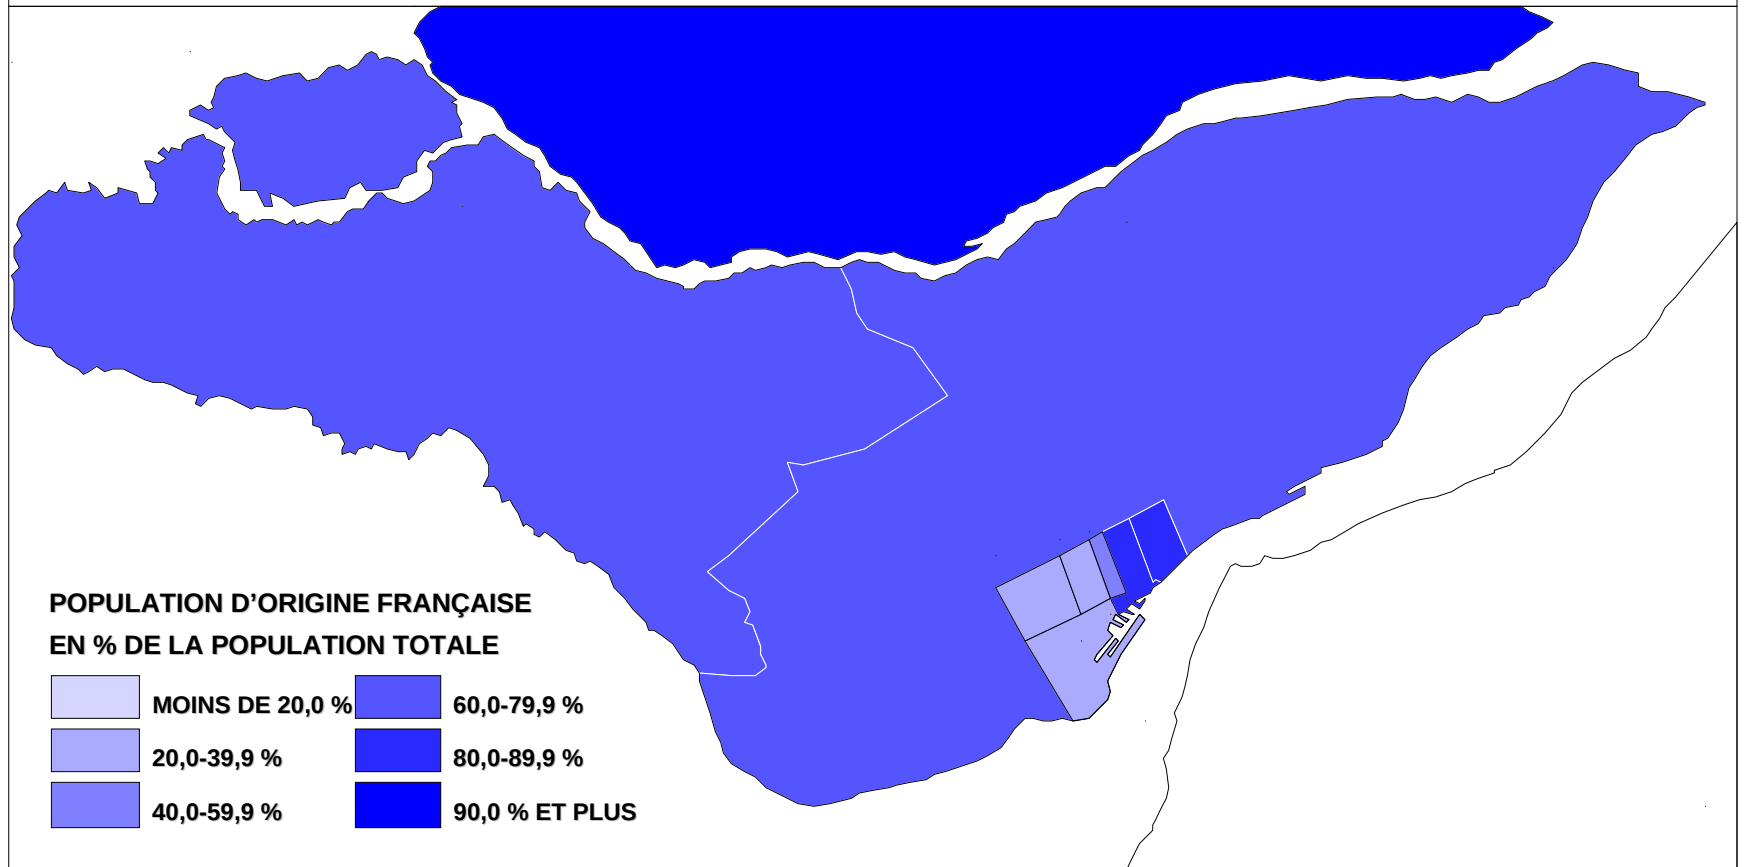 POPULATION D’ORIGINE FRANÇAISE
EN % DE LA POPULATION TOTALE
MOINS DE 20,0 %
60,0-79,9 %
20,0-39,9 %
80,0-89,9 %
40,0-59,9 %
90,0 % ET PLUS